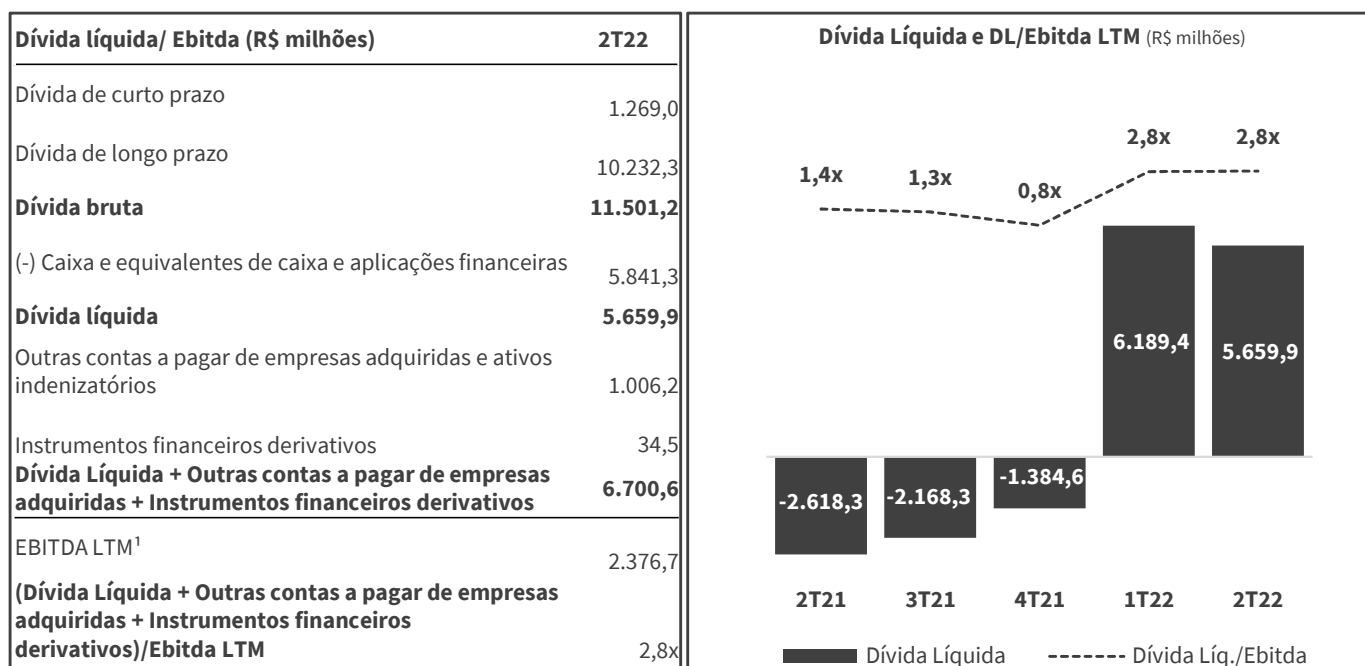 Dívida líquida/ Ebitda (R$ milhões) 2T22
Dívida de curto prazo 1.269,0
Dívida de longo prazo 10.232,3
Dívida bruta 11.501,2
(-) Caixa e equivalentes de caixa e aplicações financeiras 5.841,3
Dívida líquida 5.659,9
Outras contas a pagar de empresas adquiridas e ativos
indenizatórios 1.006,2
Instrumentos financeiros derivativos 34,5
Dívida Líquida + Outras contas a pagar de empresas
adquiridas + Instrumentos financeiros derivativos 6.700,6
EBITDA LTM¹ 2.376,7
(Dívida Líquida + Outras contas a pagar de empresas
adquiridas + Instrumentos financeiros
derivativos)/Ebitda LTM 2,8x
Dívida Líquida e DL/Ebitda LTM (R$ milhões)
1,4x 1,3x 0,8x 2,8x 2,8x
6.189,4 5.659,9
-2.618,3 -2.168,3 -1.384,6
2T21 3T21 4T21 1T22 2T22
Dívida Líquida Dívida Líq./Ebitda